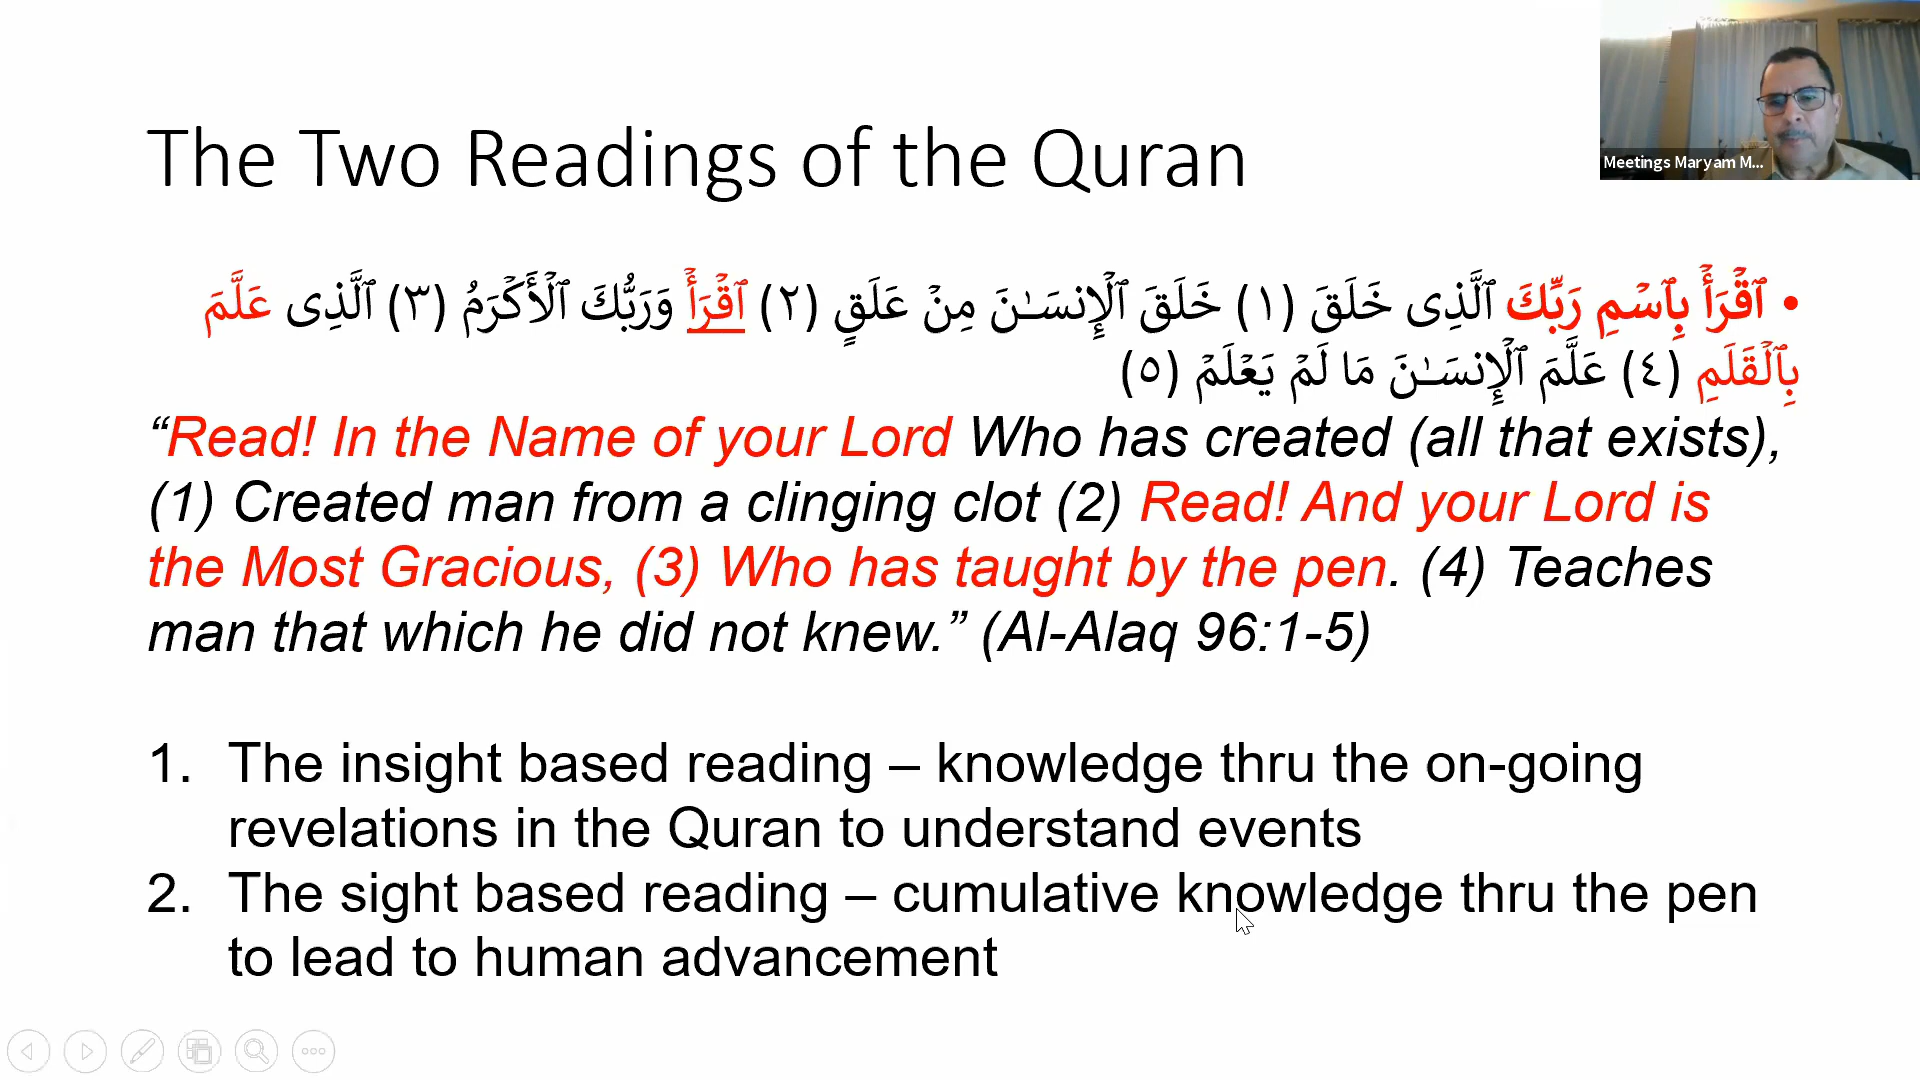 The Two Readings of the Quran
Meetings Maryam M...
• ٱقْرَأْ بِٱسْمِ رَبِّكَ ٱلَّذِى خَلَقَ (١) خَلَقَ ٱلْإِنسَـٰنَ مِنْ عَلَقٍ (٢) ٱقْرَأْ وَرَبُّكَ ٱلْأَكْرَمُ (٣) ٱلَّذِى عَلَّمَ
بِٱلْقَلَمِ (٤) عَلَّمَ ٱلْإِنسَـٰنَ مَا لَمْ يَعْلَمْ (٥)
“Read! In the Name of your Lord Who has created (all that exists),
(1) Created man from a clinging clot (2) Read! And your Lord is
the Most Gracious, (3) Who has taught by the pen. (4) Teaches
man that which he did not knew.” (Al-Alaq 96:1-5)
1. The insight based reading – knowledge thru the on-going
revelations in the Quran to understand events
2. The sight based reading – cumulative knowledge thru the pen
to lead to human advancement